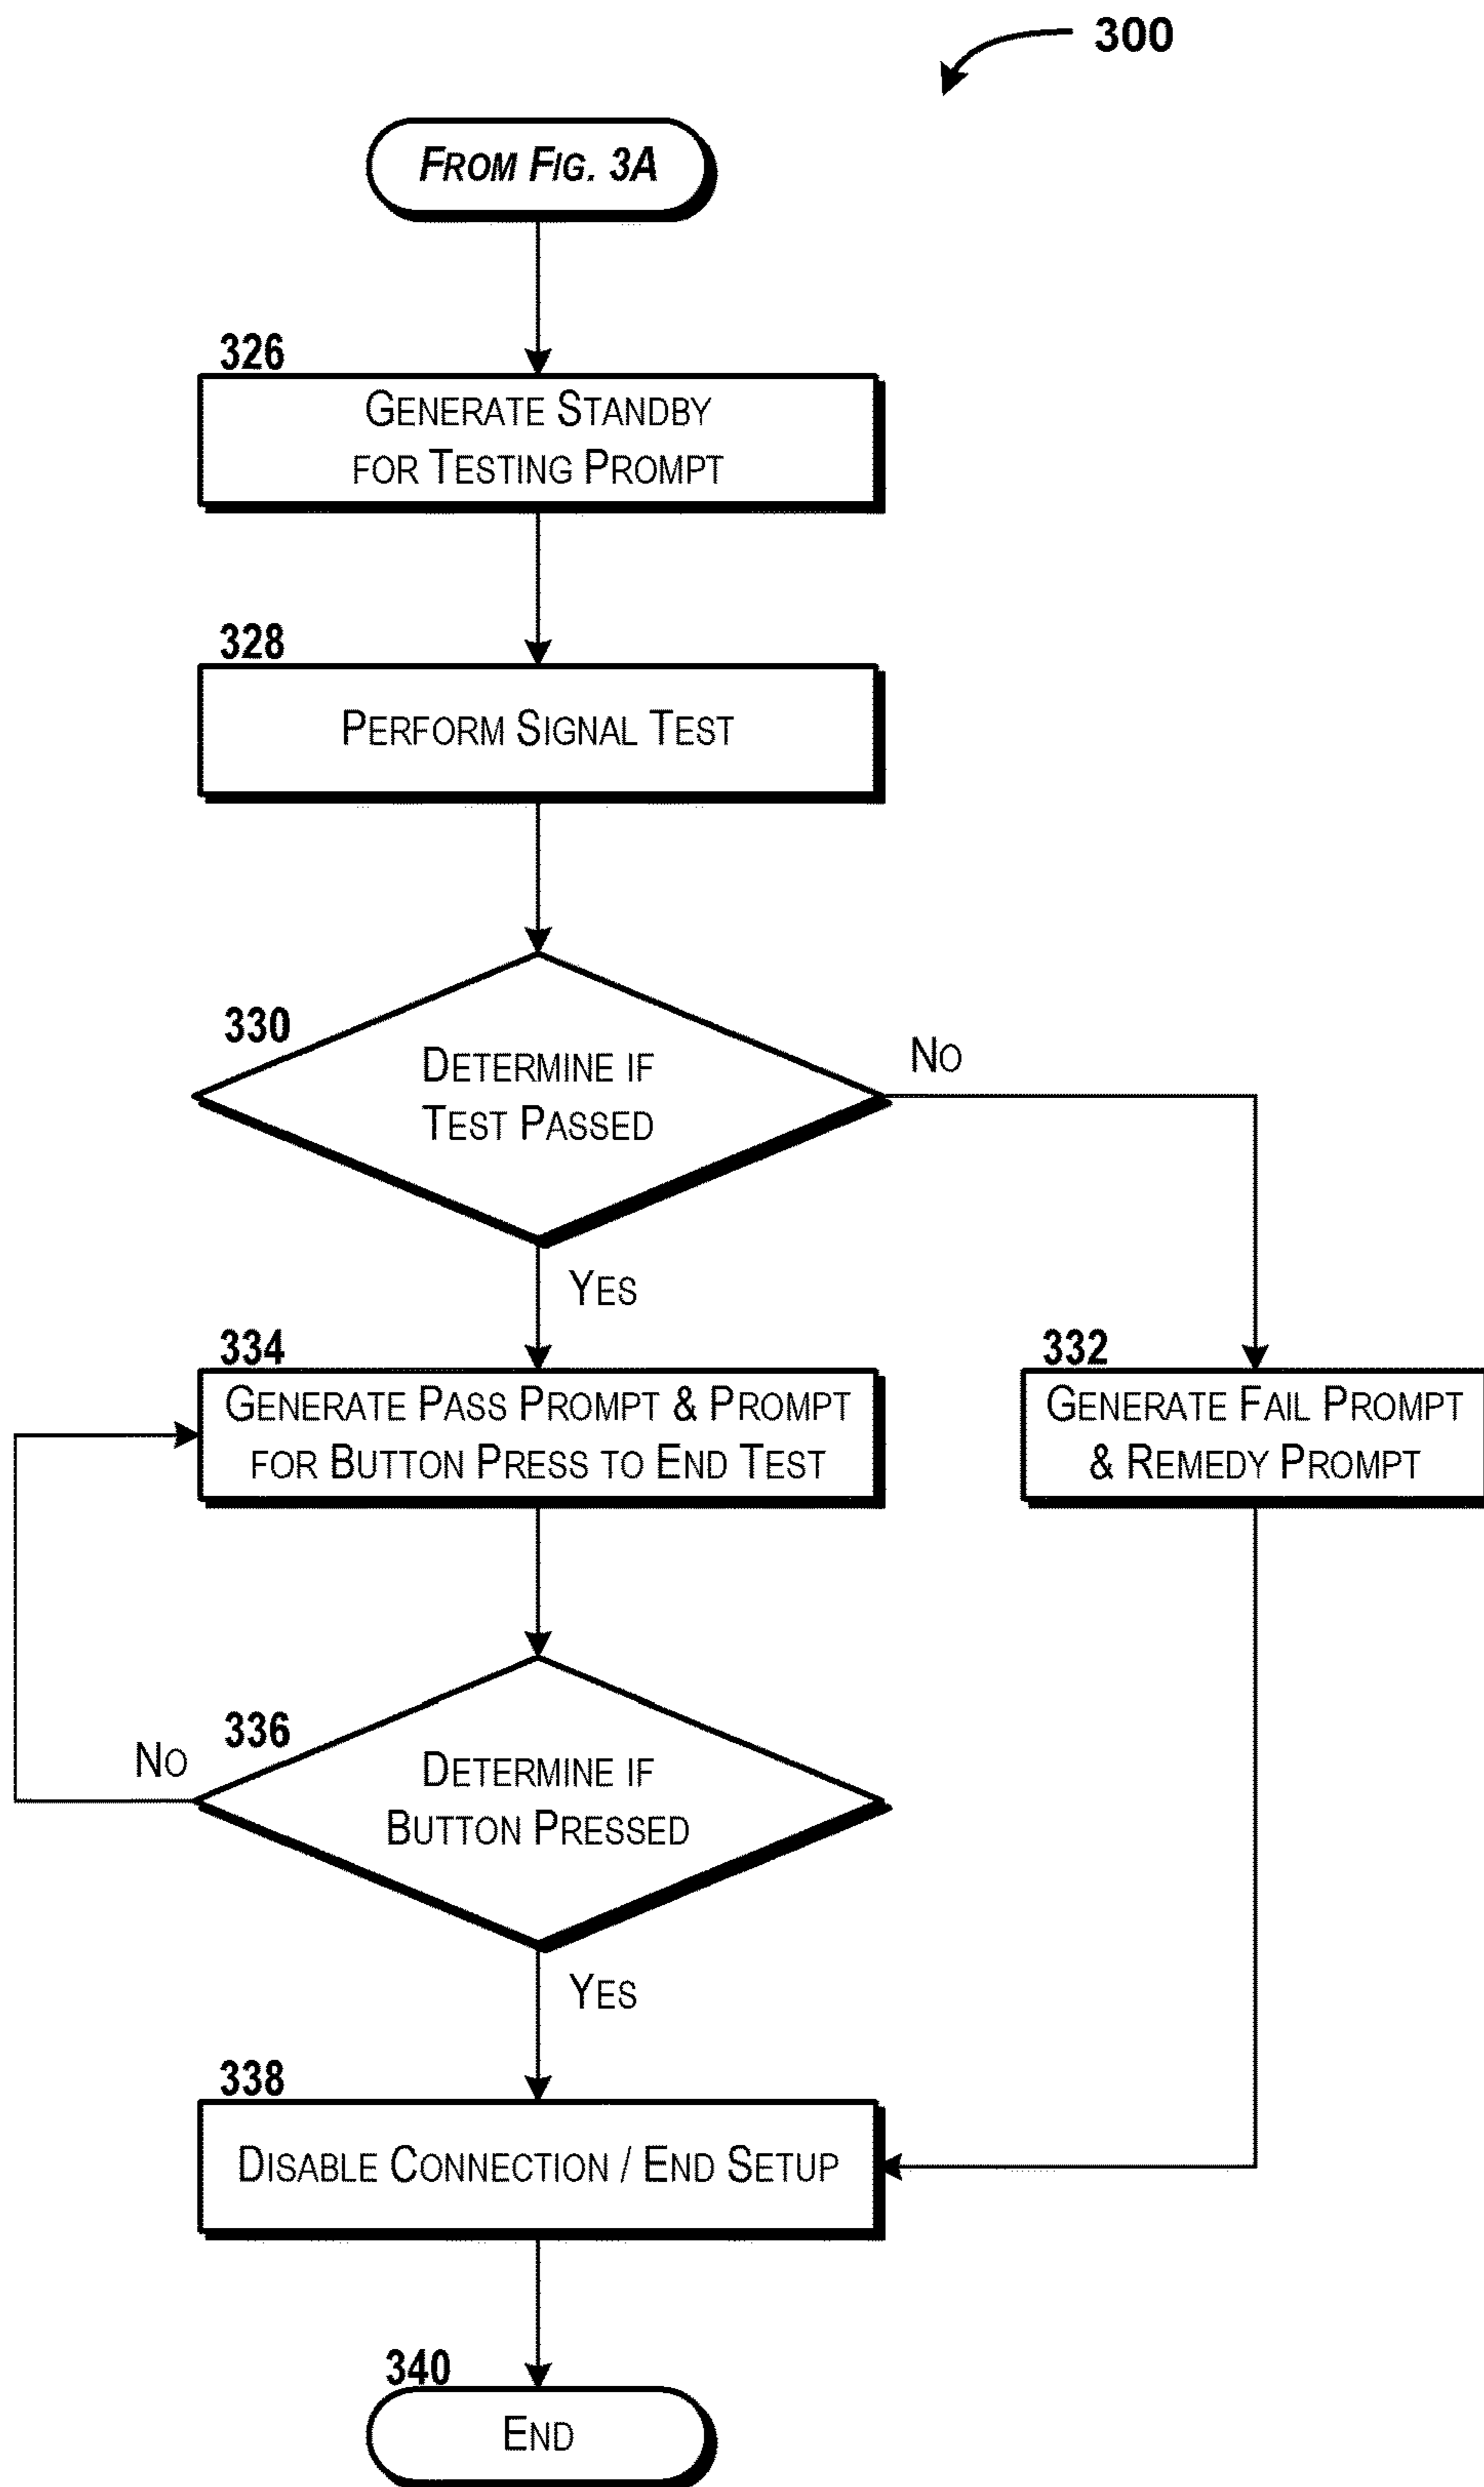 300
FROM FIG. 3A
326
GENERATE STANDBY
FOR TESTING PROMPT
328
PERFORM SIGNAL TEST
330
DETERMINE IF
TEST PASSED
NO
YES
334
GENERATE PASS PROMPT & PROMPT
FOR BUTTON PRESS TO END TEST
332
GENERATE FAIL PROMPT
& REMEDY PROMPT
336
NO
DETERMINE IF
BUTTON PRESSED
YES
338
DISABLE CONNECTION / END SETUP
340
END